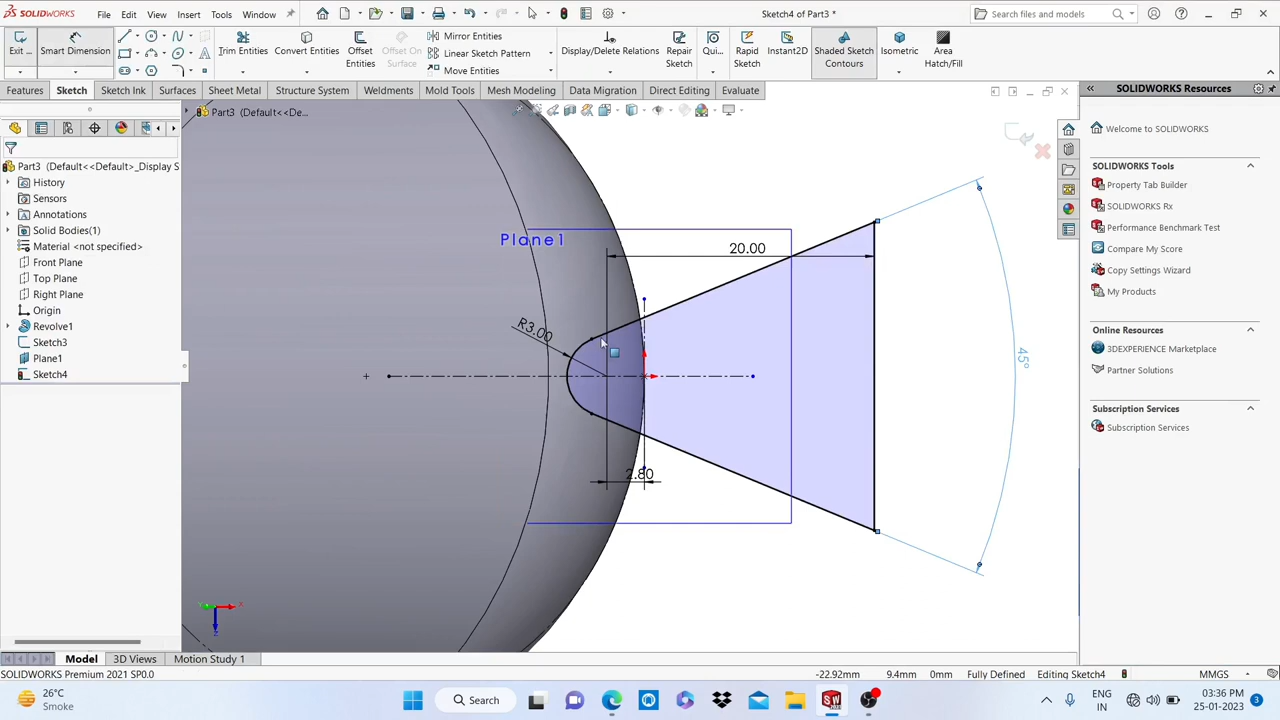 SOLIDWORKS File Edit View Insert Tools Window Sketch4 of Part3 * Search files and models
Exit ... Smart Dimension Trim Entities Convert Entities Offset Entities Offset On Surface Mirror Entities Linear Sketch Pattern Move Entities Display/Delete Relations Repair Sketch Qui... Rapid Sketch Instant2D Shaded Sketch Contours Isometric Area Hatch/Fill
Features Sketch Sketch Ink Surfaces Sheet Metal Structure System Weldments Mold Tools Mesh Modeling Data Migration Direct Editing Evaluate
SOLIDWORKS Resources
Part3 (Default<<De...
Welcome to SOLIDWORKS
Part3 (Default<<Default>_Display S
History
Sensors
Annotations
Solid Bodies(1)
Material <not specified>
Front Plane
Top Plane
Right Plane
Origin
Revolve1
Sketch3
Plane1
Sketch4
Plane1
20.00
R3.00
2.80
45°
SOLIDWORKS Tools
Property Tab Builder
SOLIDWORKS Rx
Performance Benchmark Test
Compare My Score
Copy Settings Wizard
My Products
Online Resources
3DEXPERIENCE Marketplace
Partner Solutions
Subscription Services
Subscription Services
X
Z
Model 3D Views Motion Study 1
SOLIDWORKS Premium 2021 SP0.0 -22.92mm 9.4mm 0mm Fully Defined Editing Sketch4 MMGS
26°C
Smoke
Search
ENG
IN
03:36 PM
25-01-2023
3